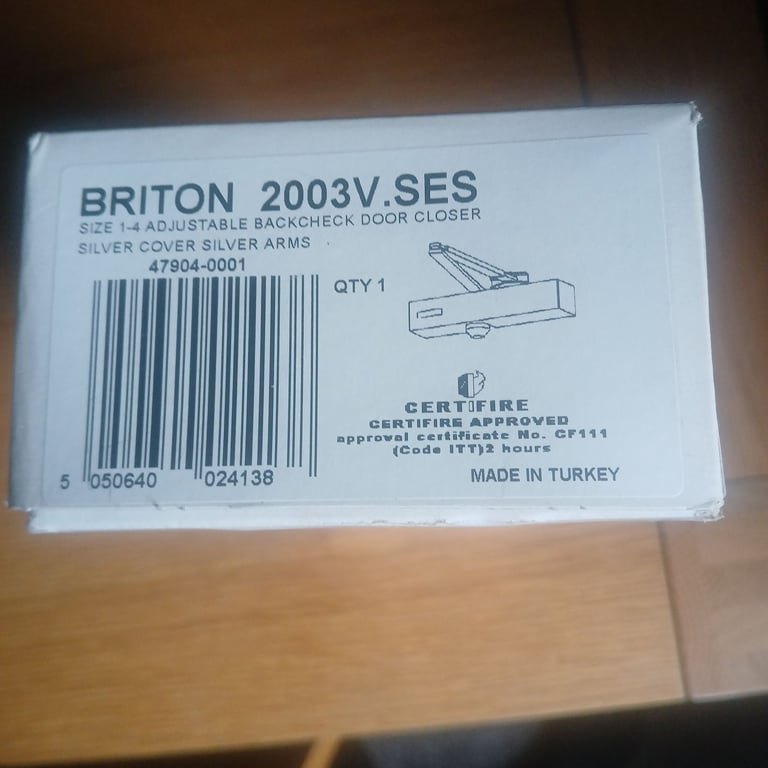 BRITON 2003V.SES
SIZE 1-4 ADJUSTABLE BACKCHECK DOOR CLOSER
SILVER COVER SILVER ARMS
47904-0001
QTY 1
CERTIFIRE
CERTIFIRE APPROVED
approval certificate No. CF111
(Code ITT)2 hours
5 050640 024138
MADE IN TURKEY